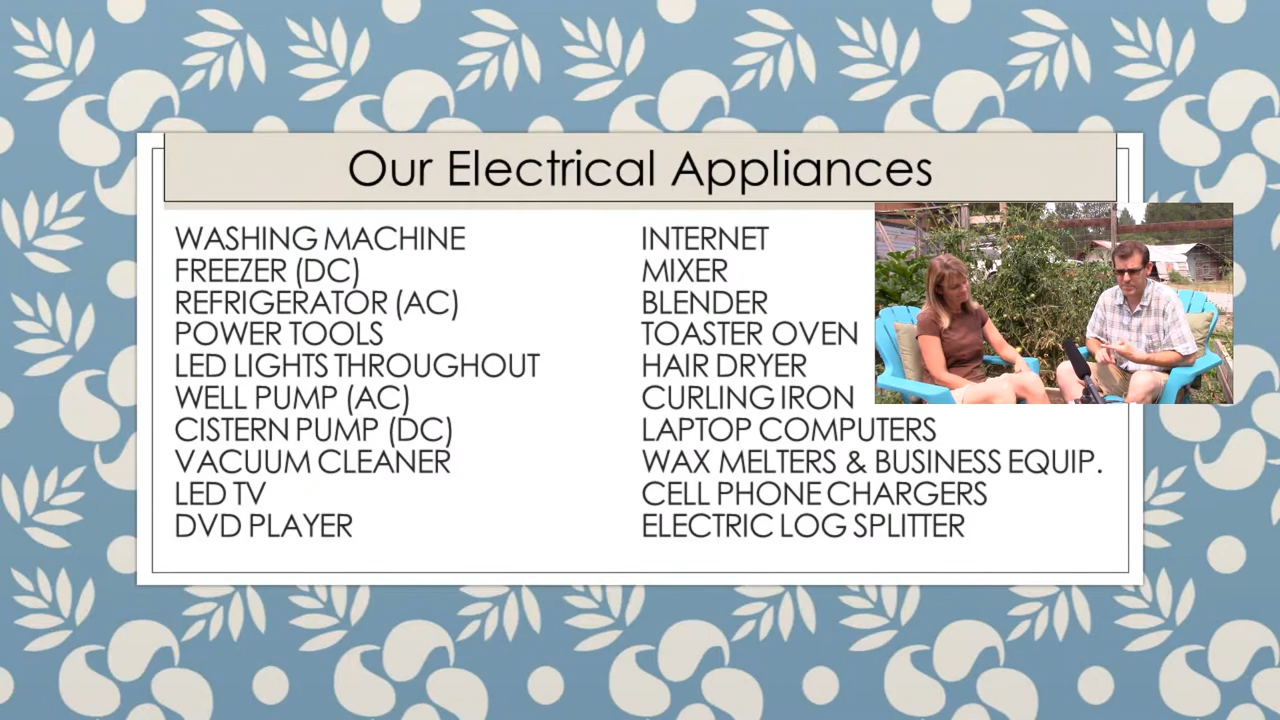 Our Electrical Appliances
WASHING MACHINE
FREEZER (DC)
REFRIGERATOR (AC)
POWER TOOLS
LED LIGHTS THROUGHOUT
WELL PUMP (AC)
CISTERN PUMP (DC)
VACUUM CLEANER
LED TV
DVD PLAYER
INTERNET
MIXER
BLENDER
TOASTER OVEN
HAIR DRYER
CURLING IRON
LAPTOP COMPUTERS
WAX MELTERS & BUSINESS EQUIP.
CELL PHONE CHARGERS
ELECTRIC LOG SPLITTER